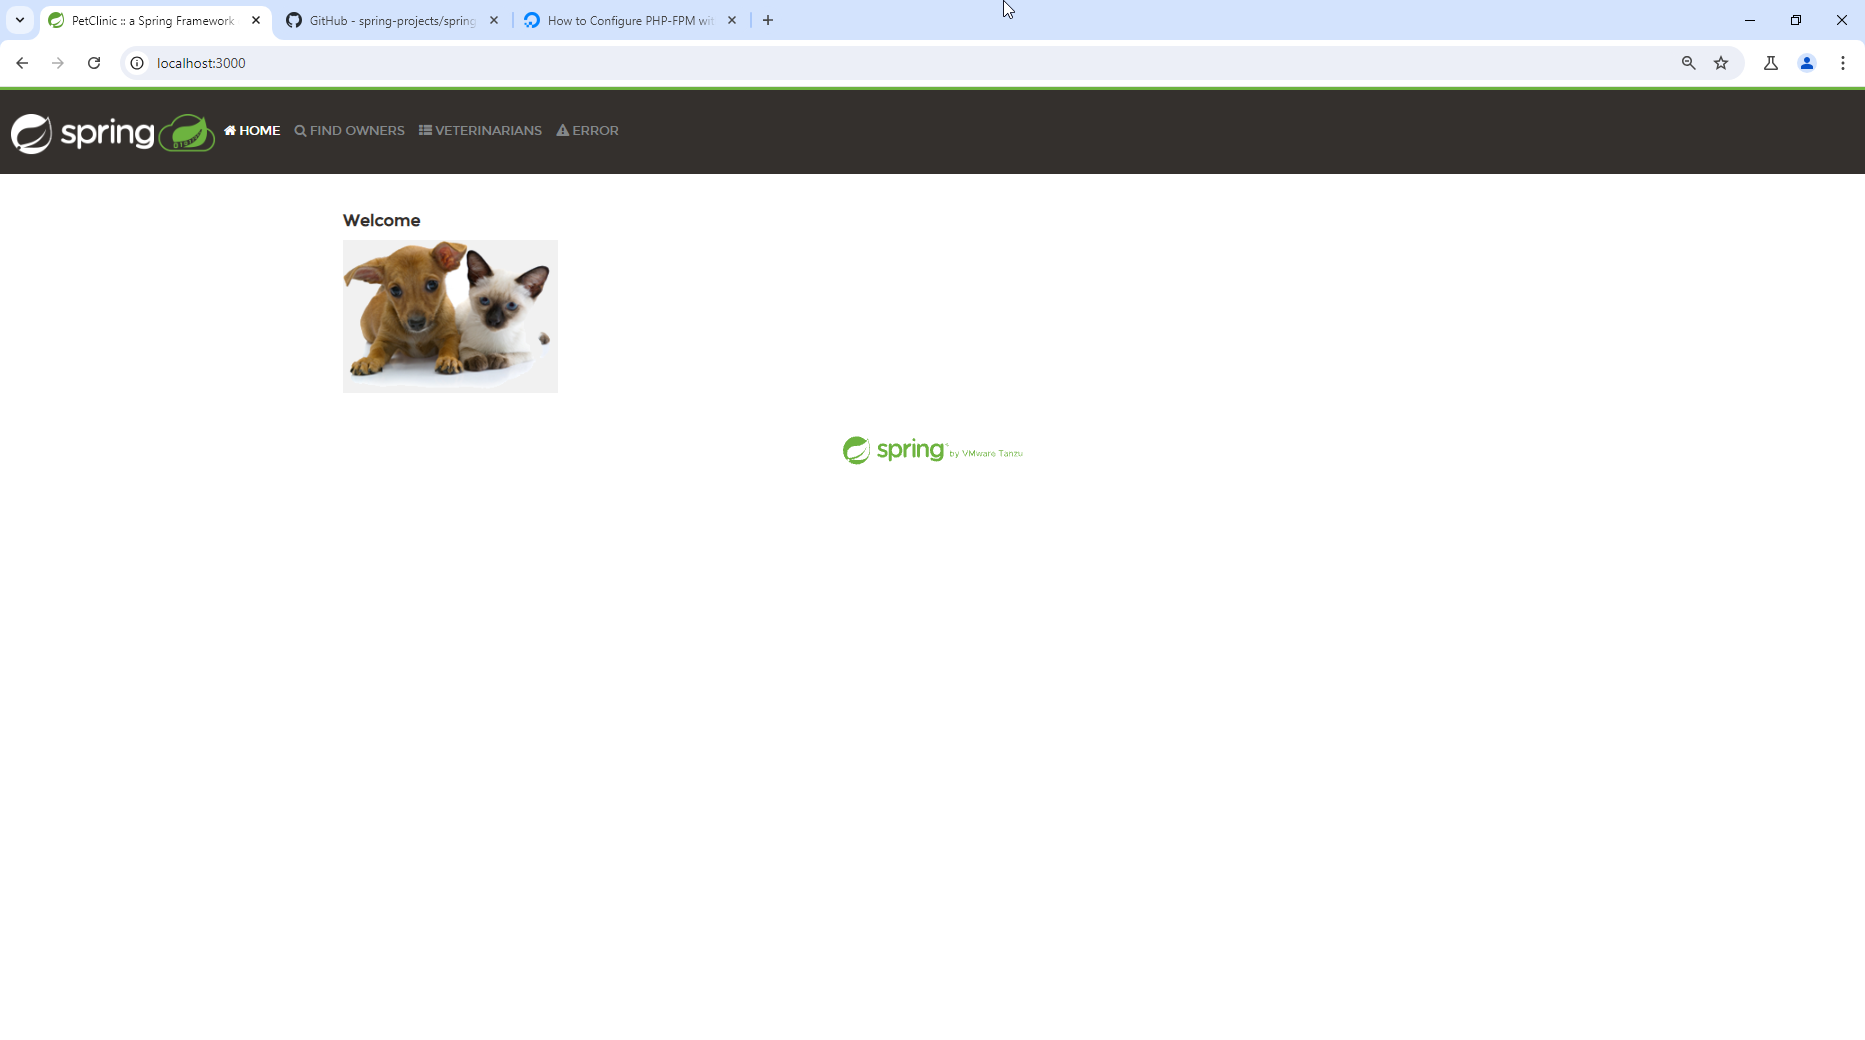 PetClinic :: a Spring Framework
GitHub - spring-projects/spring
How to Configure PHP-FPM wit
localhost:3000
spring
HOME
FIND OWNERS
VETERINARIANS
ERROR
Welcome
spring by VMware Tanzu